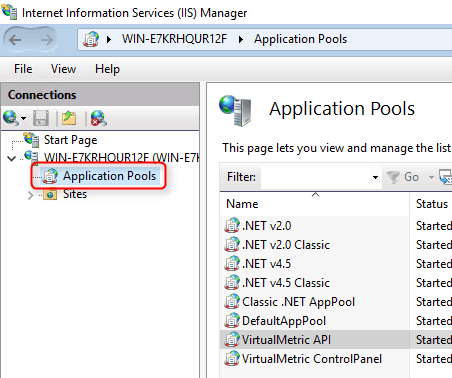 Internet Information Services (IIS) Manager
WIN-E7KRHQUR12F Application Pools
File View Help
Connections
Start Page
WIN-E7KRHQUR12F (WIN-E7
Application Pools
Sites
Application Pools
This page lets you view and manage the list
Filter: Go
Name Status
.NET v2.0 Started
.NET v2.0 Classic Started
.NET v4.5 Started
.NET v4.5 Classic Started
Classic .NET AppPool Started
DefaultAppPool Started
VirtualMetric API Started
VirtualMetric ControlPanel Started